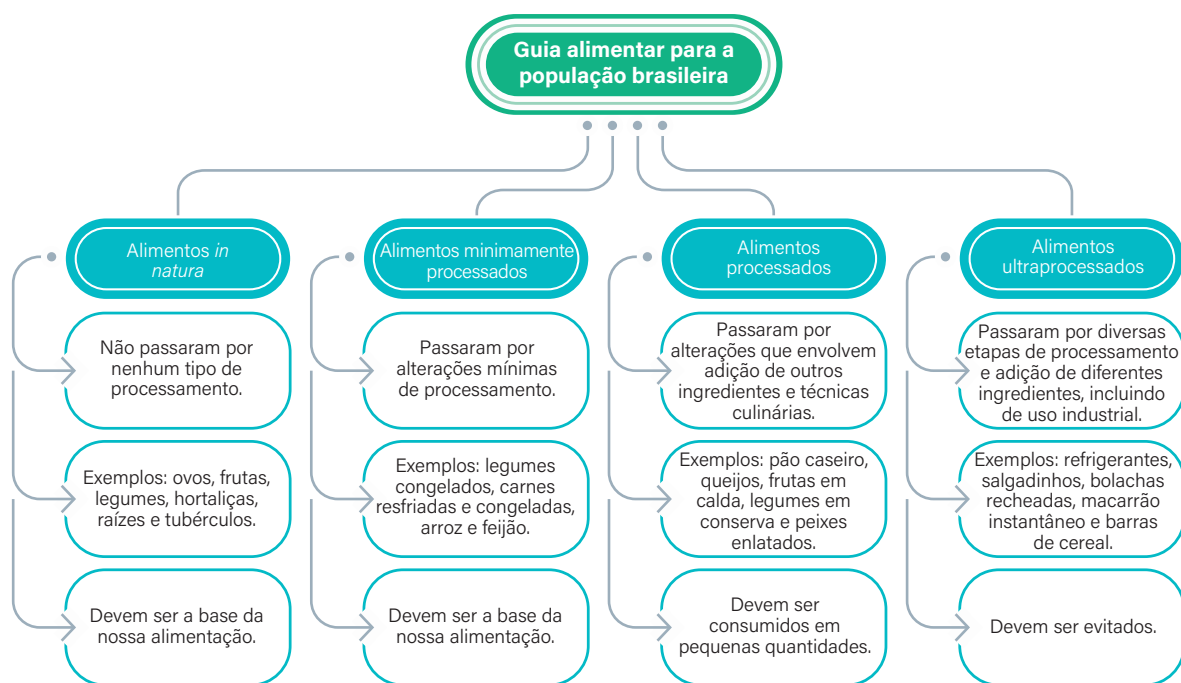 Guia alimentar para a
população brasileira
Alimentos in
natura
Não passaram por
nenhum tipo de
processamento.
Exemplos: ovos, frutas,
legumes, hortaliças,
raízes e tubérculos.
Devem ser a base da
nossa alimentação.
Alimentos minimamente
processados
Passaram por
alterações mínimas
de processamento.
Exemplos: legumes
congelados, carnes
resfriadas e congeladas,
arroz e feijão.
Devem ser a base da
nossa alimentação.
Alimentos
processados
Passaram por
alterações que envolvem
adição de outros
ingredientes e técnicas
culinárias.
Exemplos: pão caseiro,
queijos, frutas em
calda, legumes em
conserva e peixes
enlatados.
Devem ser
consumidos em
pequenas quantidades.
Alimentos
ultraprocessados
Passaram por diversas
etapas de processamento
e adição de diferentes
ingredientes, incluindo
de uso industrial.
Exemplos: refrigerantes,
salgadinhos, bolachas
recheadas, macarrão
instantâneo e barras
de cereal.
Devem ser evitados.